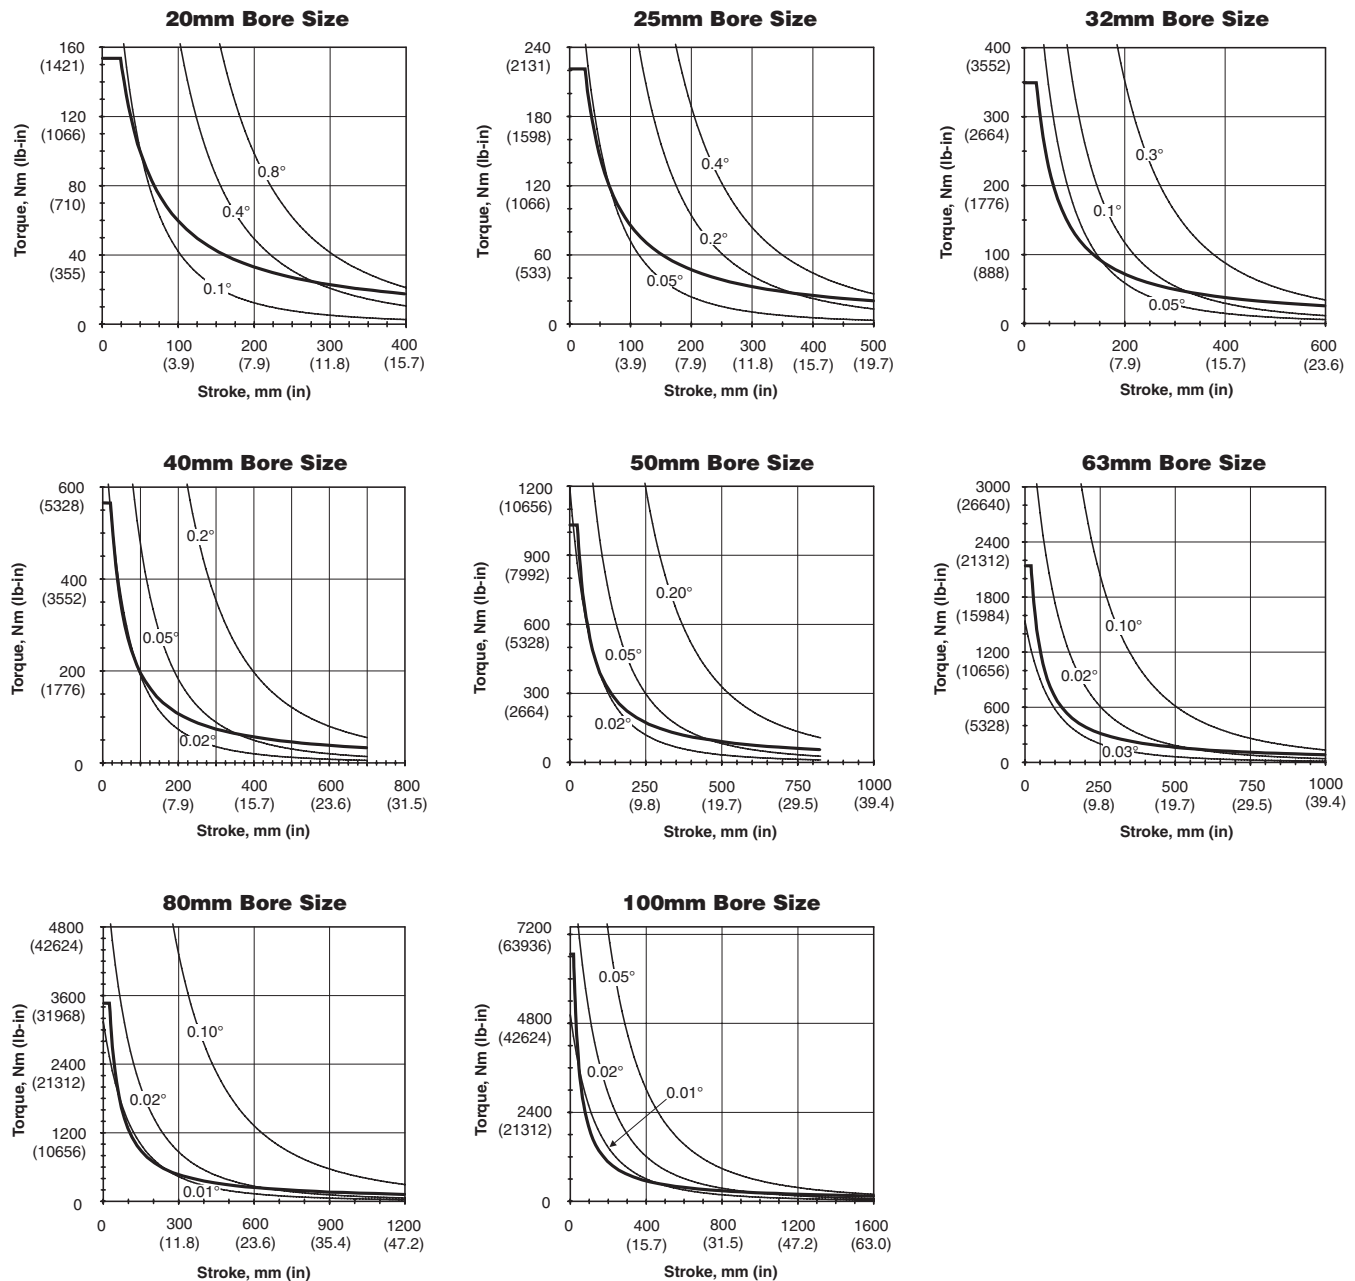 20mm Bore Size
160
(1421)
120
(1066)
80
(710)
40
(355)
0
Torque, Nm (lb-in)
0.8°
0.4°
0.1°
0 100 200 300 400
(3.9) (7.9) (11.8) (15.7)
Stroke, mm (in)
25mm Bore Size
240
(2131)
180
(1598)
120
(1066)
60
(533)
0
Torque, Nm (lb-in)
0.4°
0.2°
0.05°
0 100 200 300 400 500
(3.9) (7.9) (11.8) (15.7) (19.7)
Stroke, mm (in)
32mm Bore Size
400
(3552)
300
(2664)
200
(1776)
100
(888)
0
Torque, Nm (lb-in)
0.3°
0.1°
0.05°
0 200 400 600
(7.9) (15.7) (23.6)
Stroke, mm (in)
40mm Bore Size
600
(5328)
400
(3552)
200
(1776)
0
Torque, Nm (lb-in)
0.2°
0.05°
0.02°
0 200 400 600 800
(7.9) (15.7) (23.6) (31.5)
Stroke, mm (in)
50mm Bore Size
1200
(10656)
900
(7992)
600
(5328)
300
(2664)
0
Torque, Nm (lb-in)
0.20°
0.05°
0.02°
0 250 500 750 1000
(9.8) (19.7) (29.5) (39.4)
Stroke, mm (in)
63mm Bore Size
3000
(26640)
2400
(21312)
1800
(15984)
1200
(10656)
600
(5328)
0
Torque, Nm (lb-in)
0.10°
0.02°
0.03°
0 250 500 750 1000
(9.8) (19.7) (29.5) (39.4)
Stroke, mm (in)
80mm Bore Size
4800
(42624)
3600
(31968)
2400
(21312)
1200
(10656)
0
Torque, Nm (lb-in)
0.10°
0.02°
0.01°
0 300 600 900 1200
(11.8) (23.6) (35.4) (47.2)
Stroke, mm (in)
100mm Bore Size
7200
(63936)
4800
(42624)
2400
(21312)
0
Torque, Nm (lb-in)
0.05°
0.02°
0.01°
0 400 800 1200 1600
(15.7) (31.5) (47.2) (63.0)
Stroke, mm (in)